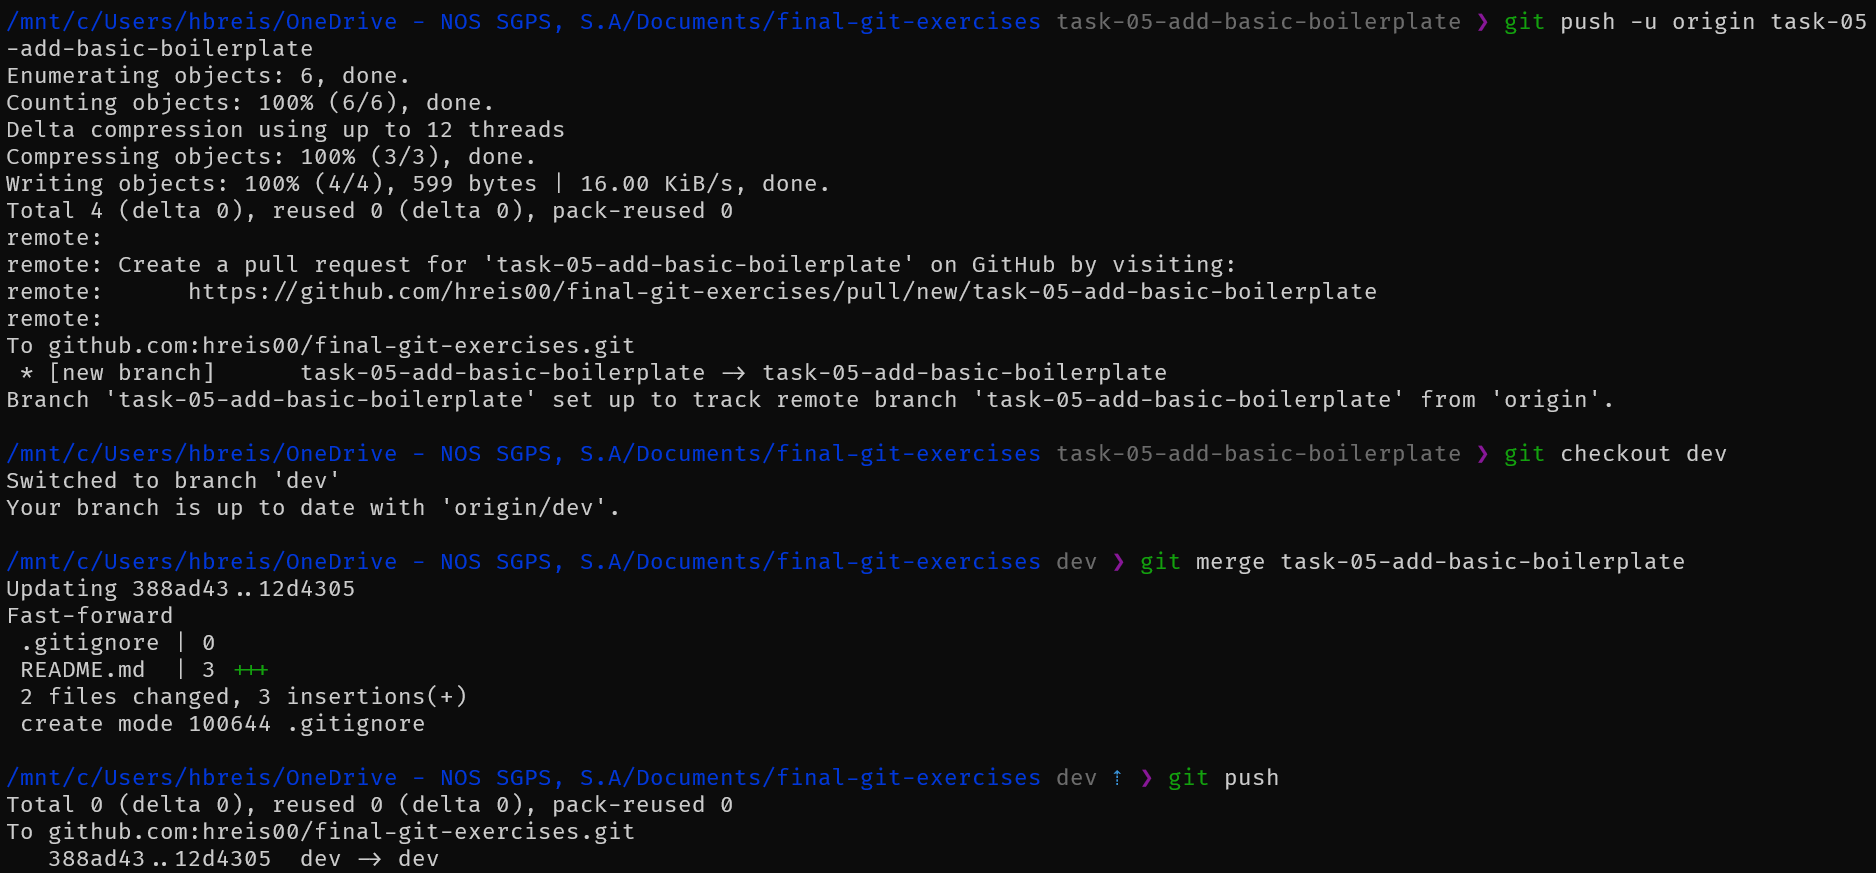 /mnt/c/Users/hbreis/OneDrive - NOS SGPS, S.A/Documents/final-git-exercises task-05-add-basic-boilerplate ❯ git push -u origin task-05
-add-basic-boilerplate
Enumerating objects: 6, done.
Counting objects: 100% (6/6), done.
Delta compression using up to 12 threads
Compressing objects: 100% (3/3), done.
Writing objects: 100% (4/4), 599 bytes | 16.00 KiB/s, done.
Total 4 (delta 0), reused 0 (delta 0), pack-reused 0
remote:
remote: Create a pull request for 'task-05-add-basic-boilerplate' on GitHub by visiting:
remote:      https://github.com/hreis00/final-git-exercises/pull/new/task-05-add-basic-boilerplate
remote:
To github.com:hreis00/final-git-exercises.git
 * [new branch]      task-05-add-basic-boilerplate -> task-05-add-basic-boilerplate
Branch 'task-05-add-basic-boilerplate' set up to track remote branch 'task-05-add-basic-boilerplate' from 'origin'.
/mnt/c/Users/hbreis/OneDrive - NOS SGPS, S.A/Documents/final-git-exercises task-05-add-basic-boilerplate ❯ git checkout dev
Switched to branch 'dev'
Your branch is up to date with 'origin/dev'.
/mnt/c/Users/hbreis/OneDrive - NOS SGPS, S.A/Documents/final-git-exercises dev ❯ git merge task-05-add-basic-boilerplate
Updating 388ad43..12d4305
Fast-forward
 .gitignore | 0
 README.md  | 3 +++
 2 files changed, 3 insertions(+)
 create mode 100644 .gitignore
/mnt/c/Users/hbreis/OneDrive - NOS SGPS, S.A/Documents/final-git-exercises dev ⇡ ❯ git push
Total 0 (delta 0), reused 0 (delta 0), pack-reused 0
To github.com:hreis00/final-git-exercises.git
   388ad43..12d4305  dev -> dev